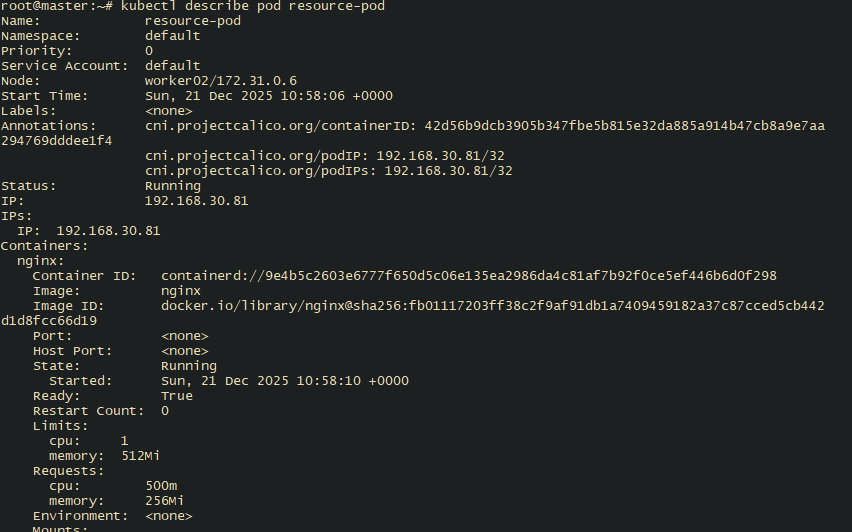 root@master:~# kubectl describe pod resource-pod
Name:             resource-pod
Namespace:        default
Priority:         0
Service Account:  default
Node:             worker02/172.31.0.6
Start Time:       Sun, 21 Dec 2025 10:58:06 +0000
Labels:           <none>
Annotations:      cni.projectcalico.org/containerID: 42d56b9dcb3905b347fbe5b815e32da885a914b47cb8a9e7aa
294769dddee1f4
                  cni.projectcalico.org/podIP: 192.168.30.81/32
                  cni.projectcalico.org/podIPs: 192.168.30.81/32
Status:           Running
IP:               192.168.30.81
IPs:
  IP:  192.168.30.81
Containers:
  nginx:
    Container ID:   containerd://9e4b5c2603e6777f650d5c06e135ea2986da4c81af7b92f0ce5ef446b6d0f298
    Image:          nginx
    Image ID:       docker.io/library/nginx@sha256:fb01117203ff38c2f9af91db1a7409459182a37c87cced5cb442
d1d8fcc66d19
    Port:           <none>
    Host Port:      <none>
    State:          Running
      Started:      Sun, 21 Dec 2025 10:58:10 +0000
    Ready:          True
    Restart Count:  0
    Limits:
      cpu:     1
      memory:  512Mi
    Requests:
      cpu:        500m
      memory:     256Mi
    Environment:  <none>
    Mounts: